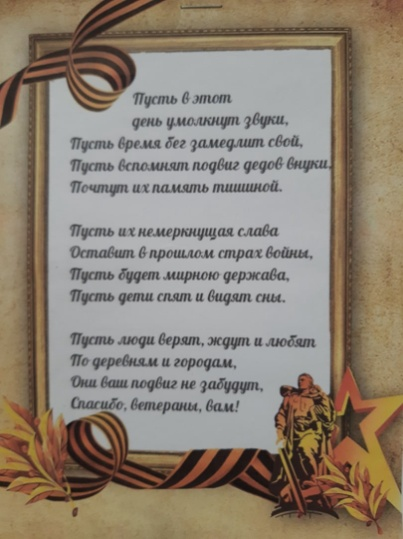 Пусть в этот
день умолкнут звуки,
Пусть время бег замедлит свой,
Пусть вспомнят подвиг дедов внуки,
Почтут их память тишиной.
Пусть их немеркнущая слава
Оставит в прошлом страх войны,
Пусть будет мирною держава,
Пусть дети спят и видят сны.
Пусть люди верят, ждут и любят
По деревням и городам,
Они ваш подвиг не забудут,
Спасибо, ветераны, вам!